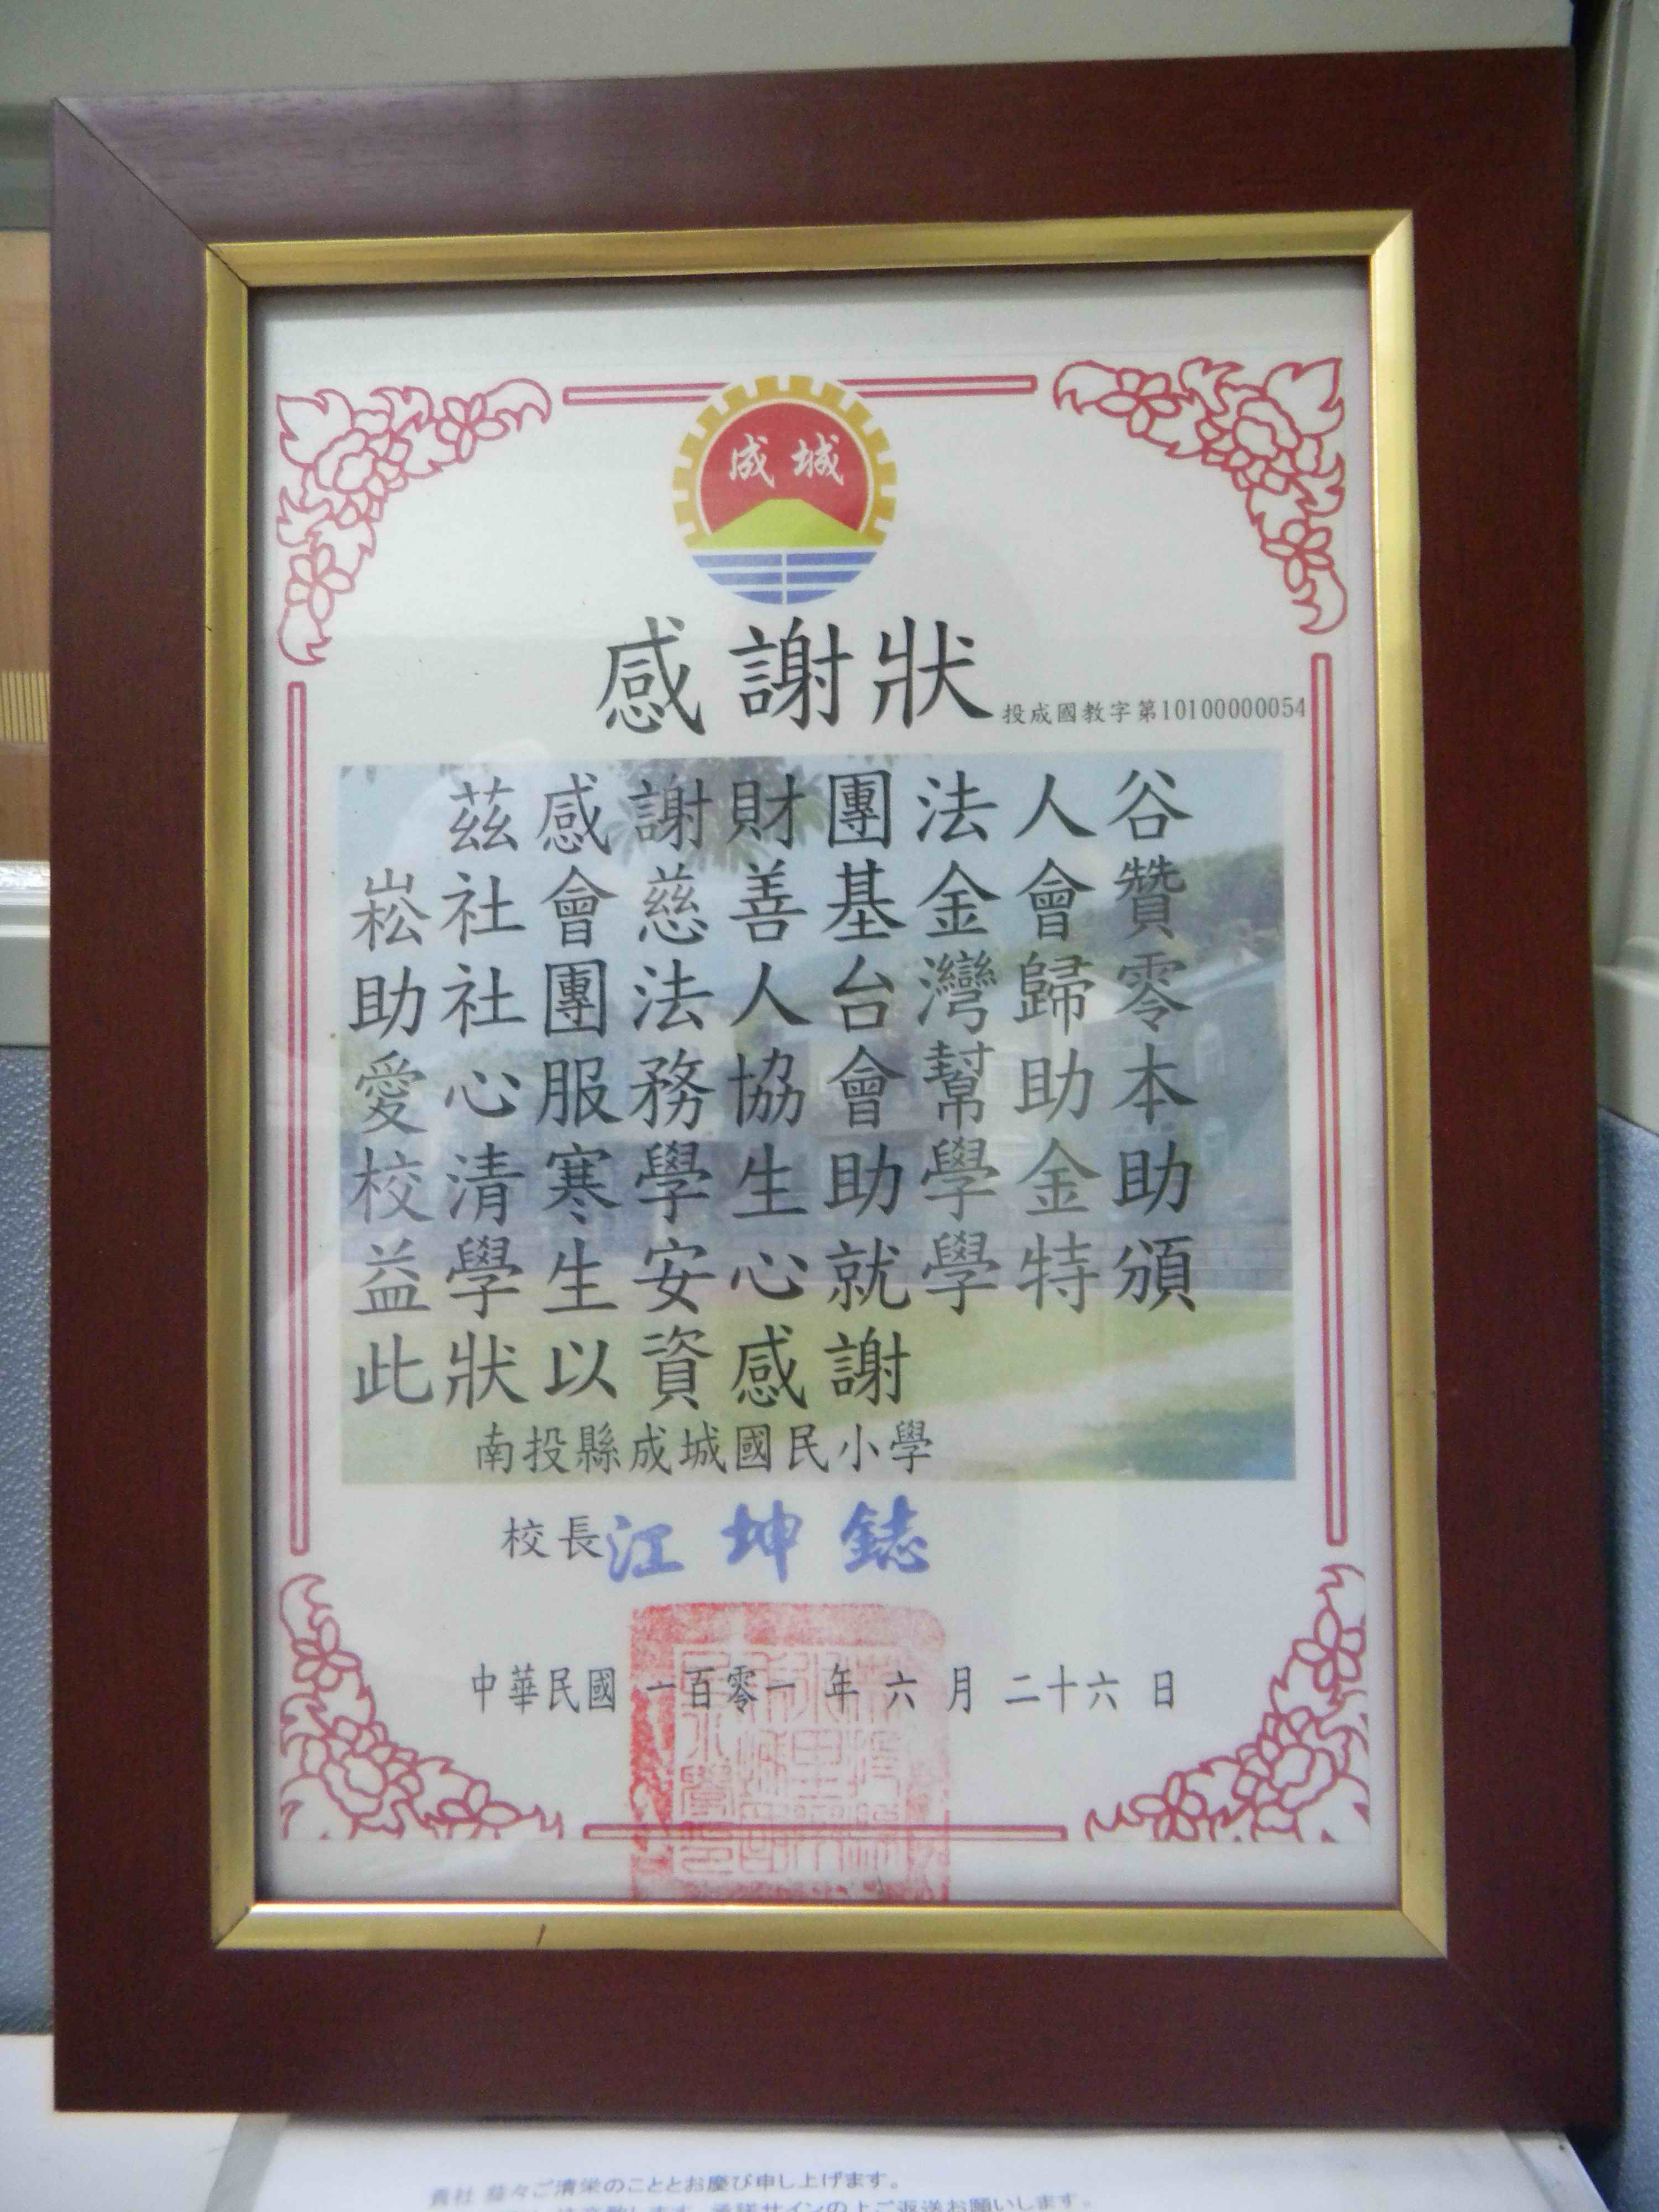 成城
感謝狀
投成國教字第10100000054
茲感謝財團法人谷
崧社會慈善基金會贊
助社團法人台灣歸零
愛心服務協會幫助本
校清寒學生助學金助
益學生安心就學特頒
此狀以資感謝
南投縣成城國民小學
校長江坤鋕
中華民國一百零一年六月二十六日
貴社益々ご清栄のこととお慶び申し上げます。